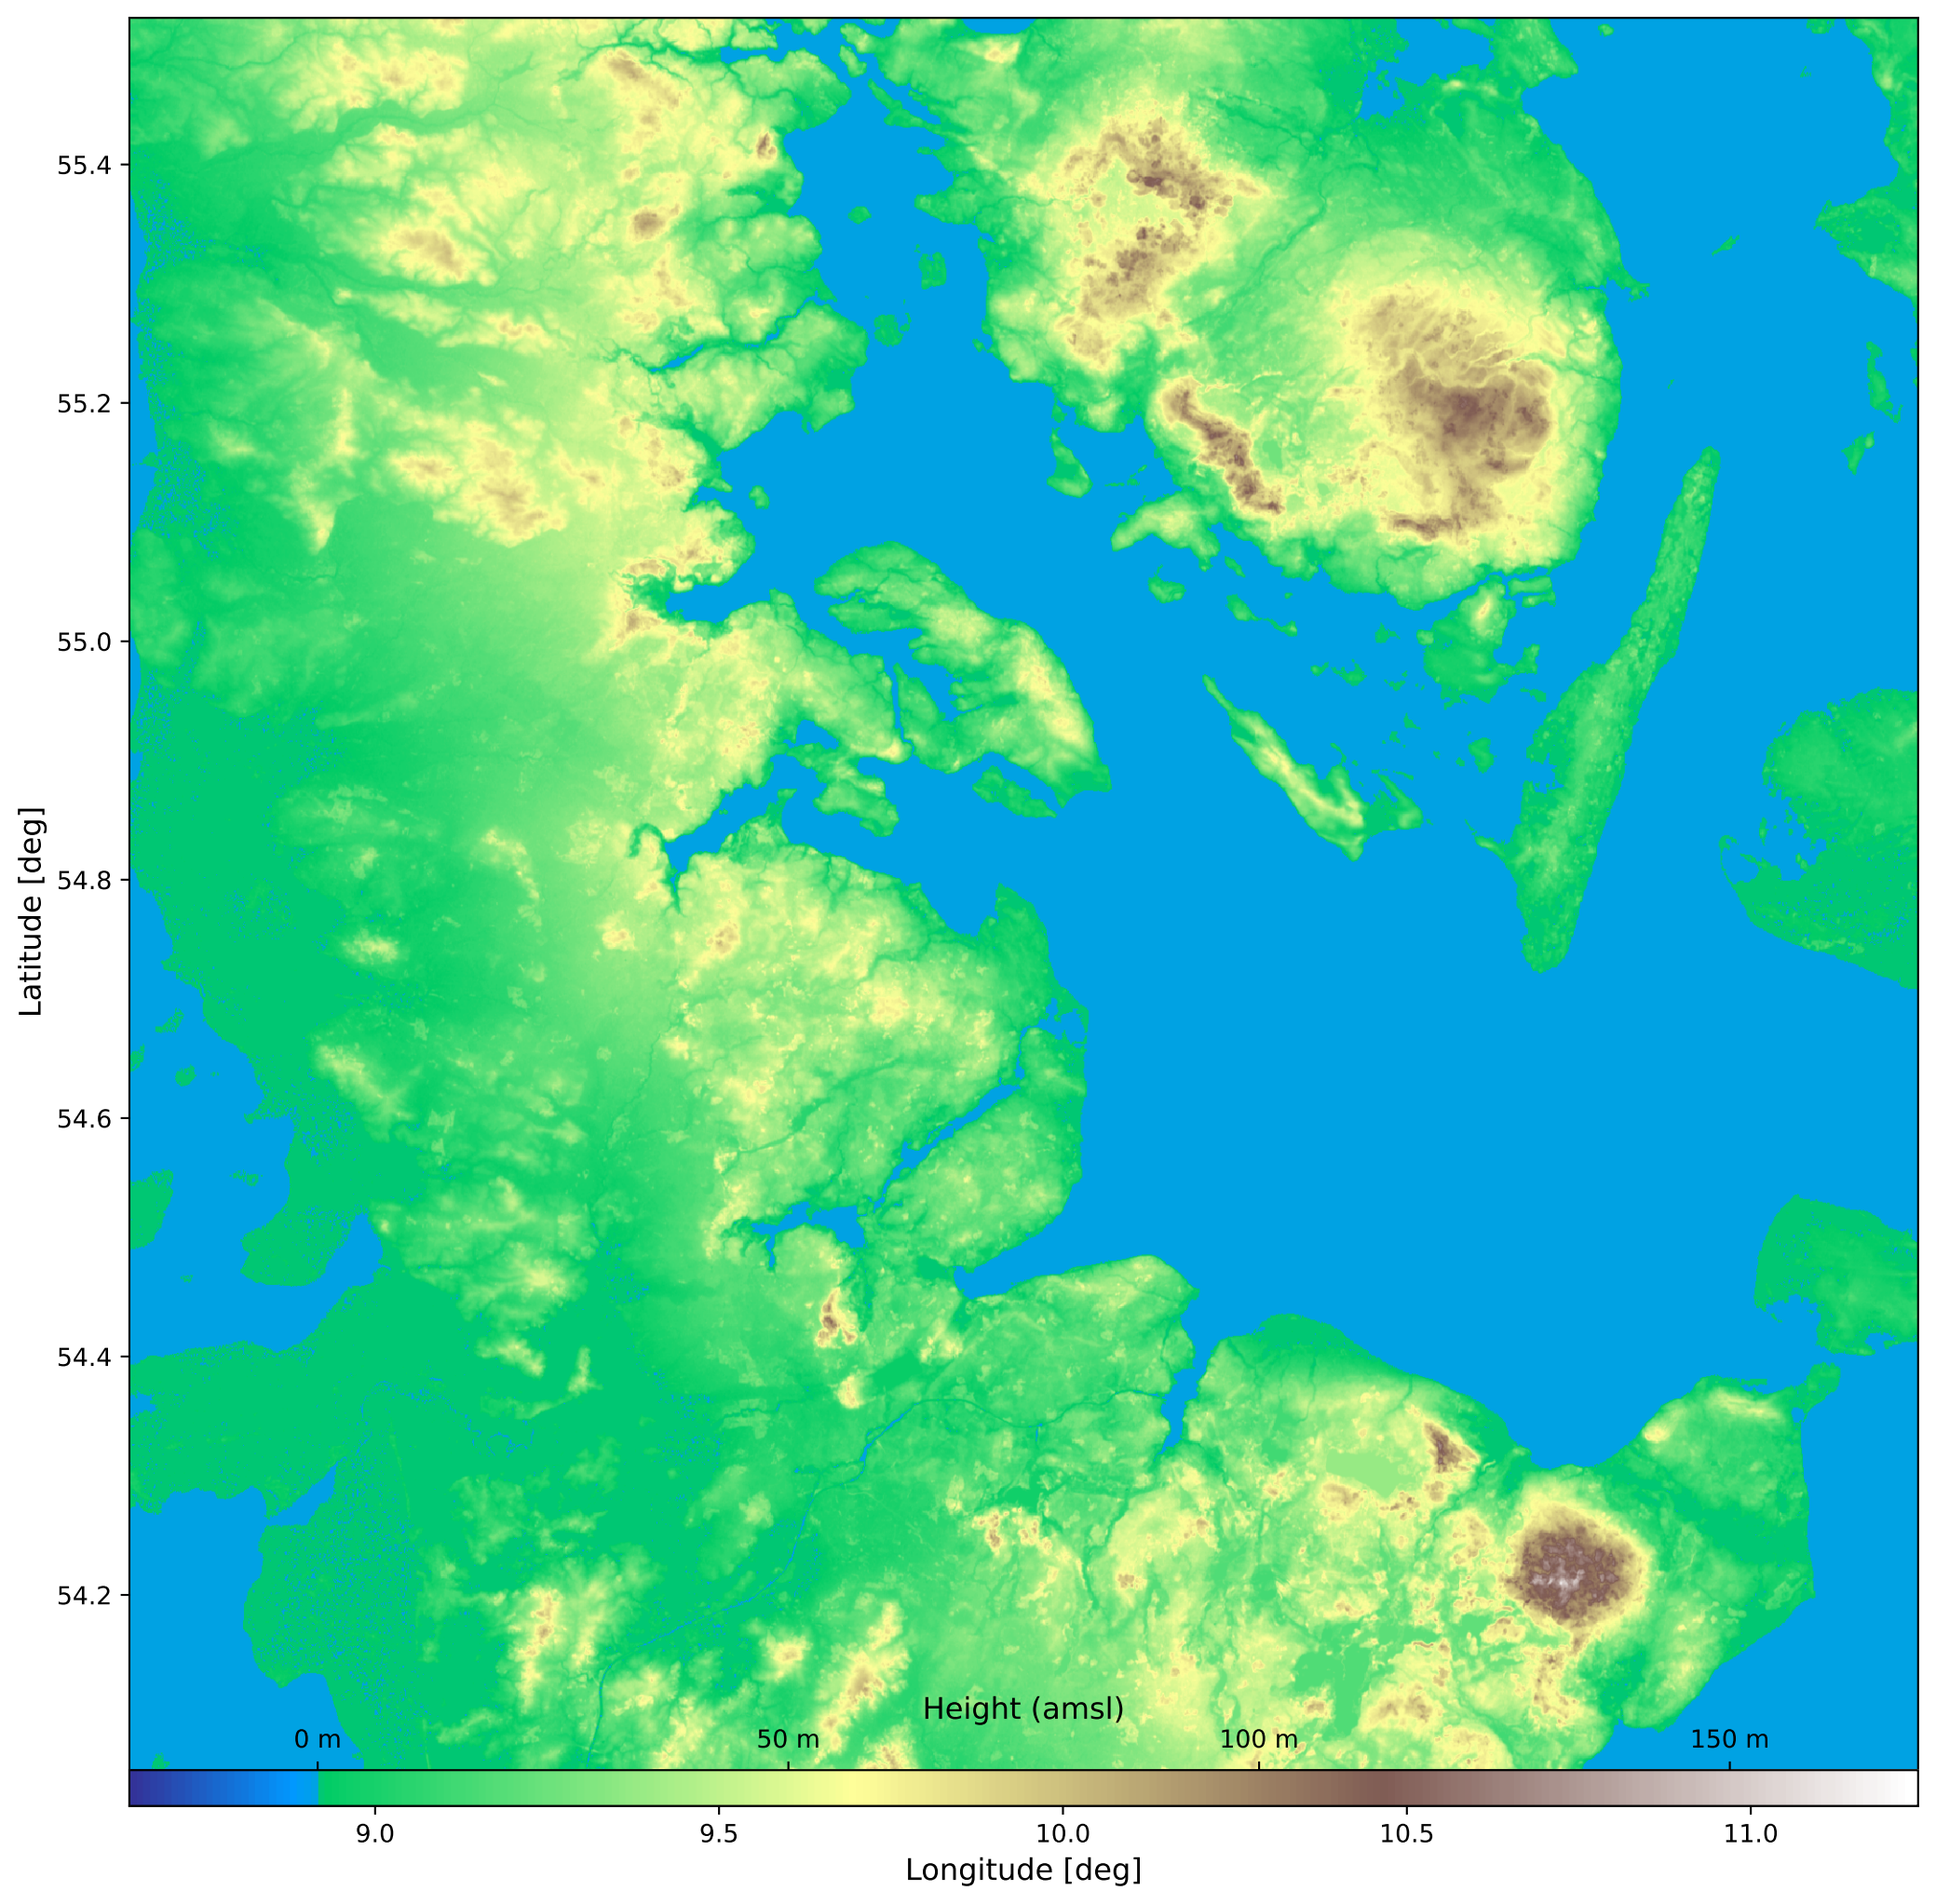 55.4
55.2
55.0
54.8
54.6
54.4
54.2
Latitude [deg]
Height (amsl)
0 m 50 m 100 m 150 m
9.0 9.5 10.0 10.5 11.0
Longitude [deg]